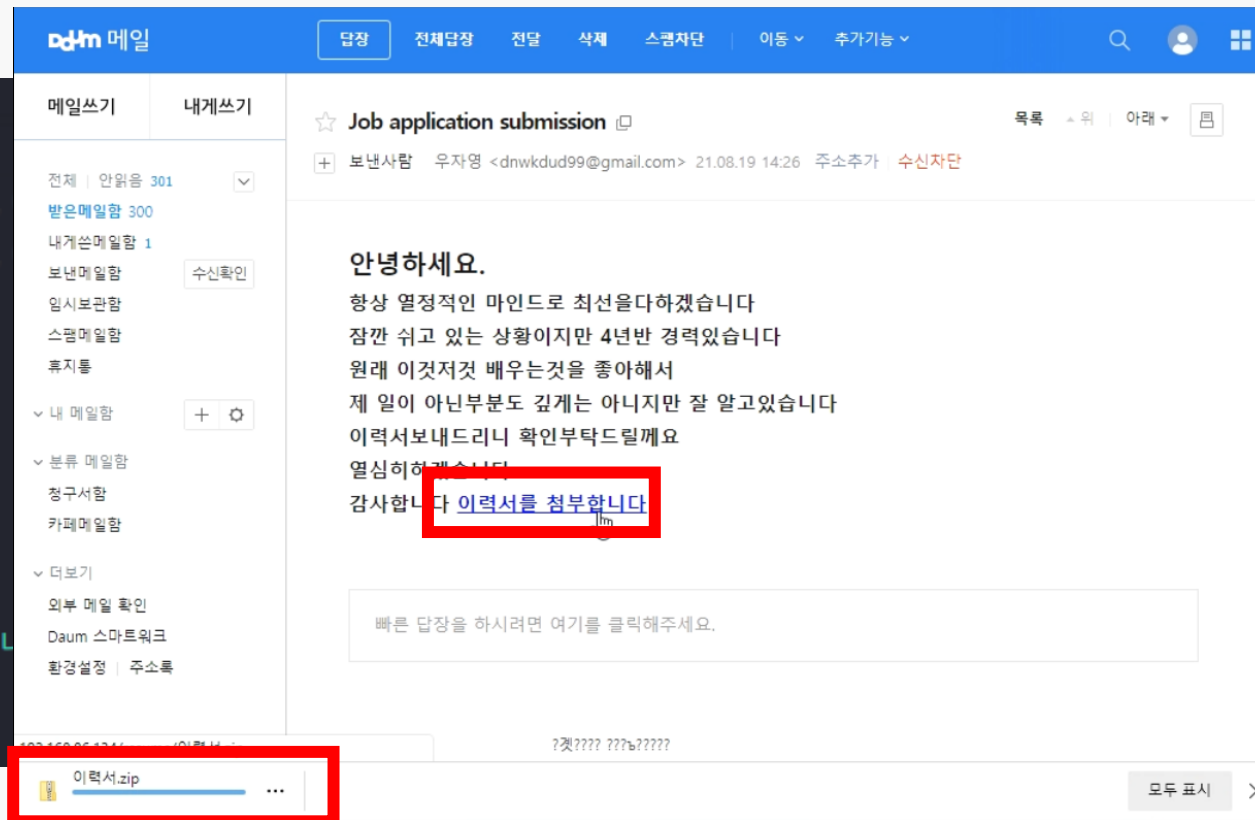 Daum 메일
답장 전체답장 전달 삭제 스팸차단 이동 추가기능
메일쓰기 내게쓰기
Job application submission
목록 위 아래
보낸사람 우자영 <dnwkdud99@gmail.com> 21.08.19 14:26 주소추가 수신차단
전체 안읽음 301
받은메일함 300
내게쓴메일함 1
보낸메일함 수신확인
임시보관함
스팸메일함
휴지통
내 메일함
분류 메일함
청구서함
카페메일함
더보기
외부 메일 확인
Daum 스마트워크
환경설정 주소록
안녕하세요.
항상 열정적인 마인드로 최선을다하겠습니다
잠깐 쉬고 있는 상황이지만 4년반 경력있습니다
원래 이것저것 배우는것을 좋아해서
제 일이 아닌부분도 깊게는 아니지만 잘 알고있습니다
이력서보내드리니 확인부탁드릴께요
열심히하겠습니다
감사합니다 이력서를 첨부합니다
빠른 답장을 하시려면 여기를 클릭해주세요.
이력서.zip
모두 표시